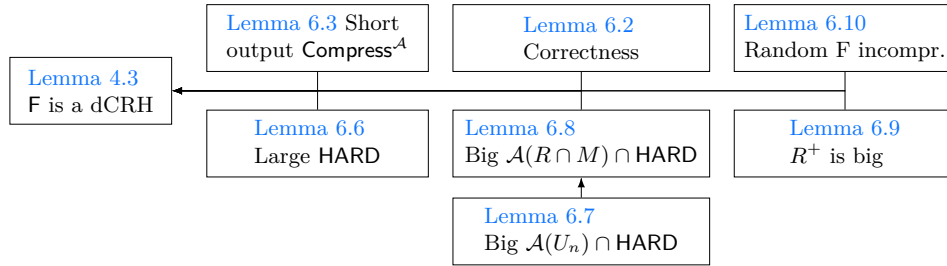 Lemma 6.3 Short
output Compress^𝒜
Lemma 6.2
Correctness
Lemma 6.10
Random F incompr.
Lemma 4.3
F is a dCRH
Lemma 6.6
Large HARD
Lemma 6.8
Big 𝒜(R ∩ M) ∩ HARD
Lemma 6.9
R⁺ is big
Lemma 6.7
Big 𝒜(Uₙ) ∩ HARD